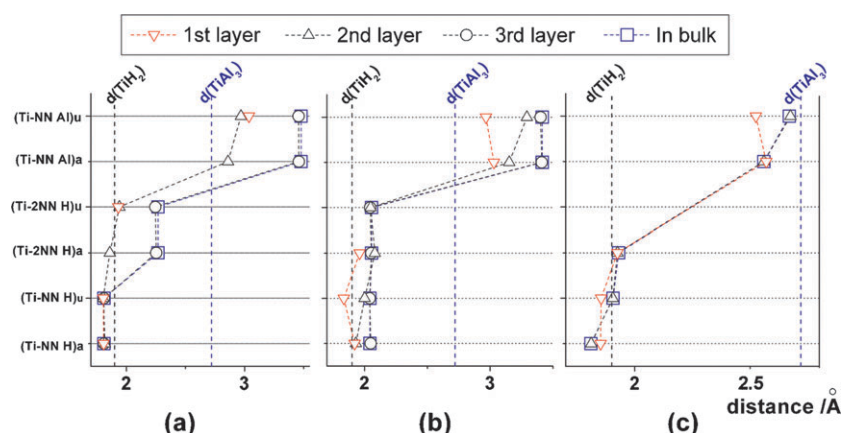 1st layer 2nd layer 3rd layer In bulk
d(TiH2) d(TiAl3) d(TiH2) d(TiAl3) d(TiH2) d(TiAl3)
(Ti-NN Al)u
(Ti-NN Al)a
(Ti-2NN H)u
(Ti-2NN H)a
(Ti-NN H)u
(Ti-NN H)a
2 3 2 3 2 2.5
distance /Å
(a) (b) (c)